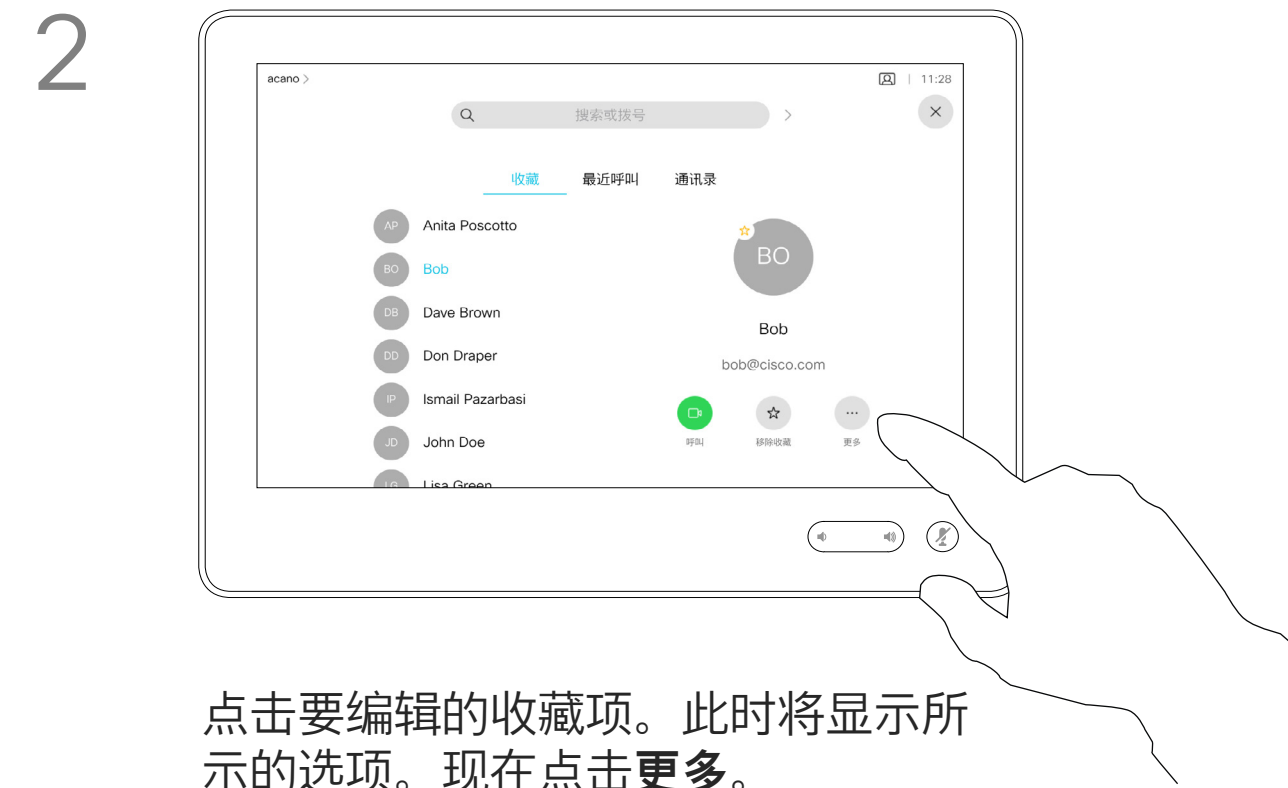 2
acano >
11:28
搜索或拨号
收藏 最近呼叫 通讯录
AP Anita Poscotto
BO Bob
DB Dave Brown
DD Don Draper
IP Ismail Pazarbasi
JD John Doe
LG Lisa Green
BO
Bob
bob@cisco.com
呼叫 移除收藏 更多
点击要编辑的收藏项。此时将显示所
示的选项。现在点击更多。